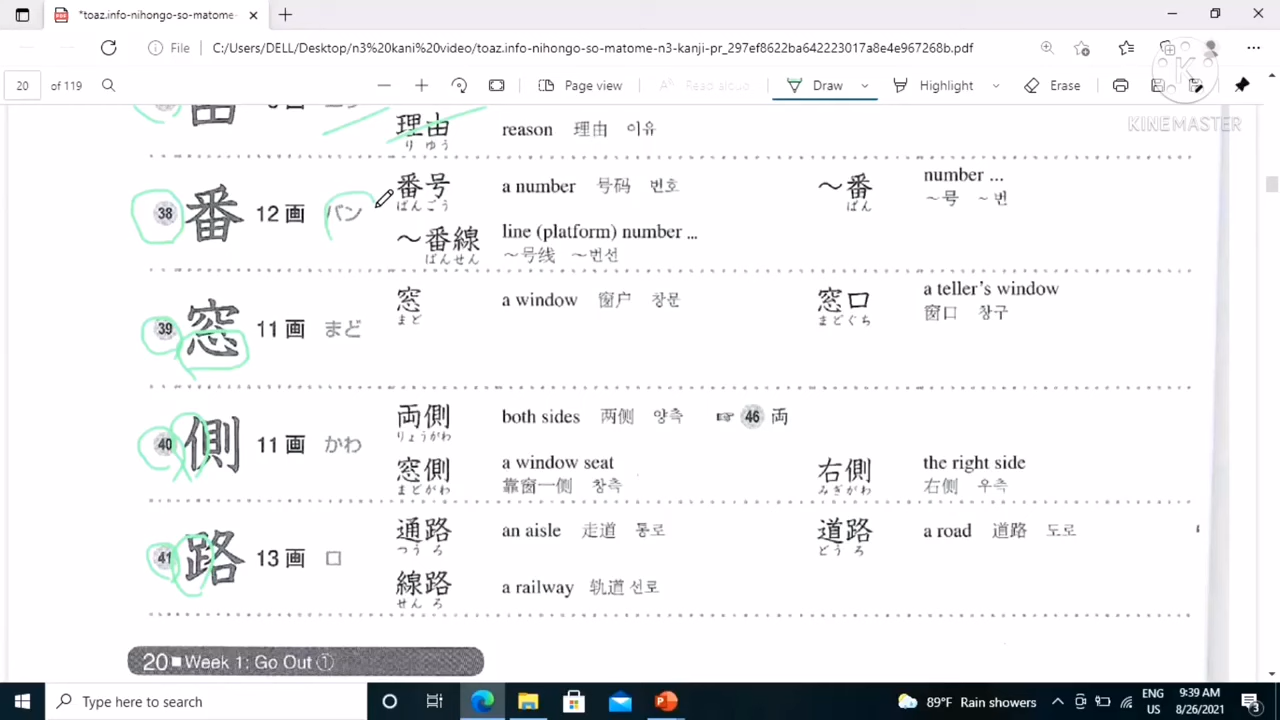 *toaz.info-nihongo-so-matome-
File C:/Users/DELL/Desktop/n3%20kani%20video/toaz.info-nihongo-so-matome-n3-kanji-pr_297ef8622ba642223017a8e4e967268b.pdf
20 of 119 Page view Read aloud Draw Highlight Erase
K
KINEMASTER
理由 reason 理由 이유
り ゆう
38 番 12画 バン 番号 a number 号码 번호 ～番 number ...
ばんごう ばん ～号 ～번
～番線 line (platform) number ...
ばんせん ～号线 ～번선
39 窓 11画 まど 窓 a window 窗户 창문 窓口 a teller's window
まど まどぐち 窗口 창구
40 側 11画 かわ 両側 both sides 两侧 양측 ☞ 46 両
りょうがわ
窓側 a window seat 右側 the right side
まどがわ 靠窗一侧 창측 みぎがわ 右侧 우측
41 路 13画 ロ 通路 an aisle 走道 통로 道路 a road 道路 도로
つう ろ どう ろ
線路 a railway 轨道 선로
せん ろ
20 ■ Week 1: Go Out ①
Type here to search 89°F Rain showers ENG US 9:39 AM 8/26/2021 3